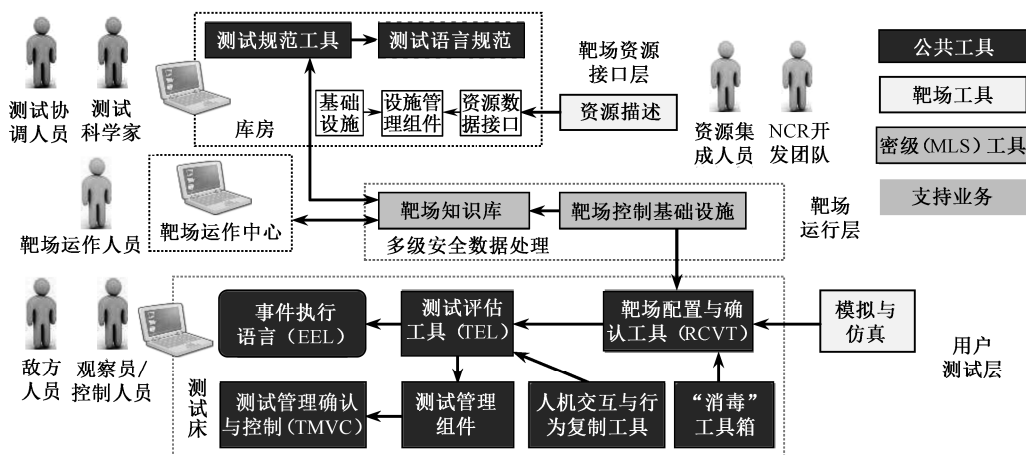 测试规范工具
测试语言规范
靶场资源
接口层
公共工具
靶场工具
密级(MLS)工具
支持业务
测试协
调人员
测试
科学家
库房
基础
设施
设施管
理组件
资源数
据接口
资源描述
资源集
成人员
NCR开
发团队
靶场运作人员
靶场运作中心
靶场知识库
靶场控制基础设施
多级安全数据处理
靶场
运行层
敌方
人员
观察员/
控制人员
事件执行
语言(EEL)
测试评估
工具(TEL)
靶场配置与确
认工具(RCVT)
模拟与
仿真
用户
测试层
测试床
测试管理确认
与控制(TMVC)
测试管理
组件
人机交互与行
为复制工具
“消毒”
工具箱